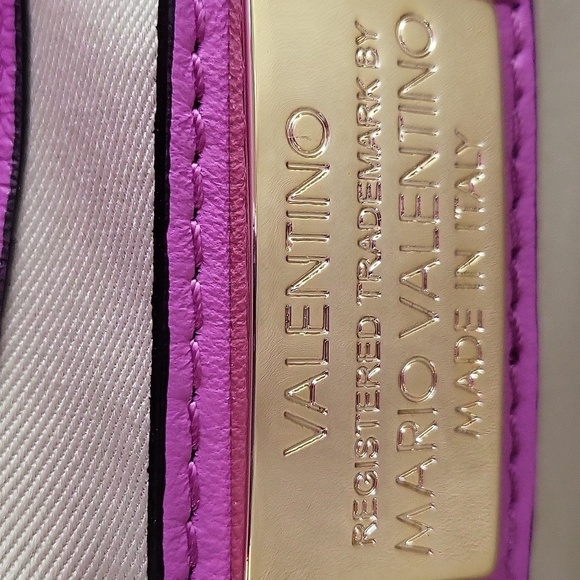 VALENTINO
REGISTERED TRADEMARK BY
MARIO VALENTINO
MADE IN ITALY